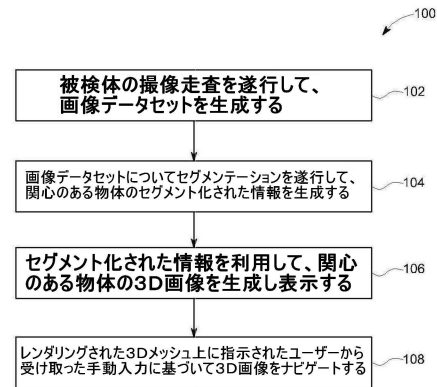 100
被検体の撮像走査を遂行して、
画像データセットを生成する
102
画像データセットについてセグメンテーションを遂行して、
関心のある物体のセグメント化された情報を生成する
104
セグメント化された情報を利用して、関心
のある物体の３Ｄ画像を生成し表示する
106
レンダリングされた３Ｄメッシュ上に指示されたユーザーから
受け取った手動入力に基づいて３Ｄ画像をナビゲートする
108